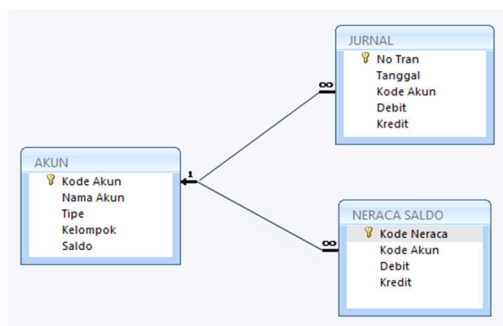 JURNAL
No Tran
Tanggal
Kode Akun
Debit
Kredit
∞
1
AKUN
Kode Akun
Nama Akun
Tipe
Kelompok
Saldo
∞
NERACA SALDO
Kode Neraca
Kode Akun
Debit
Kredit